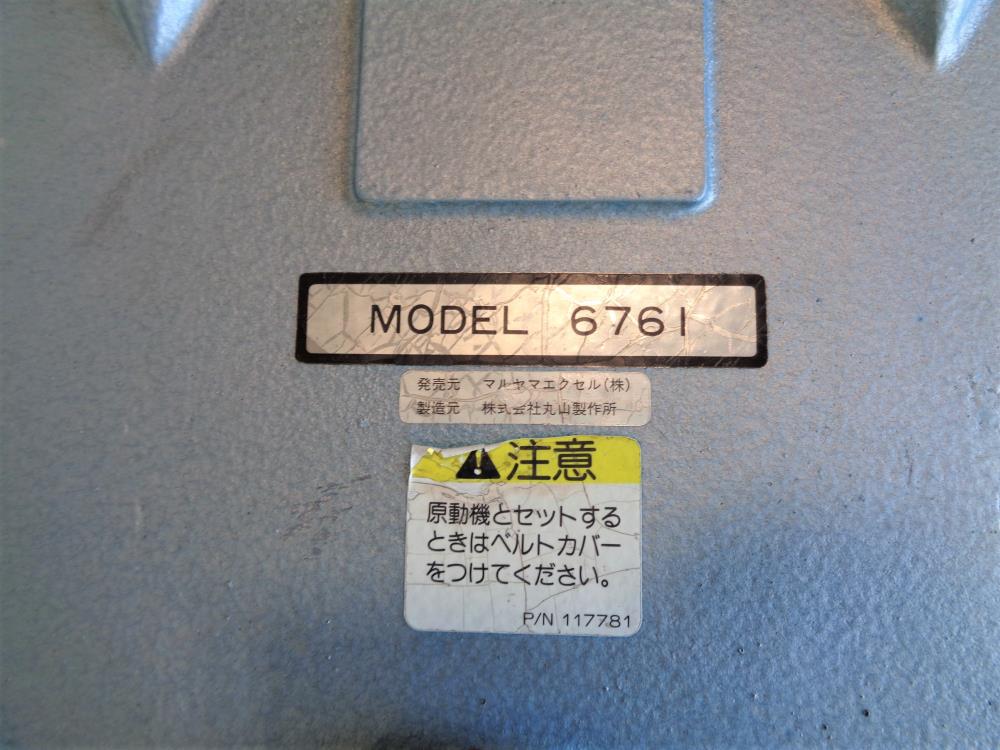 MODEL 6761
発売元 マルヤマエクセル(株)
製造元 株式会社丸山製作所
注意
原動機とセットする
ときはベルトカバー
をつけてください。
P/N 117781